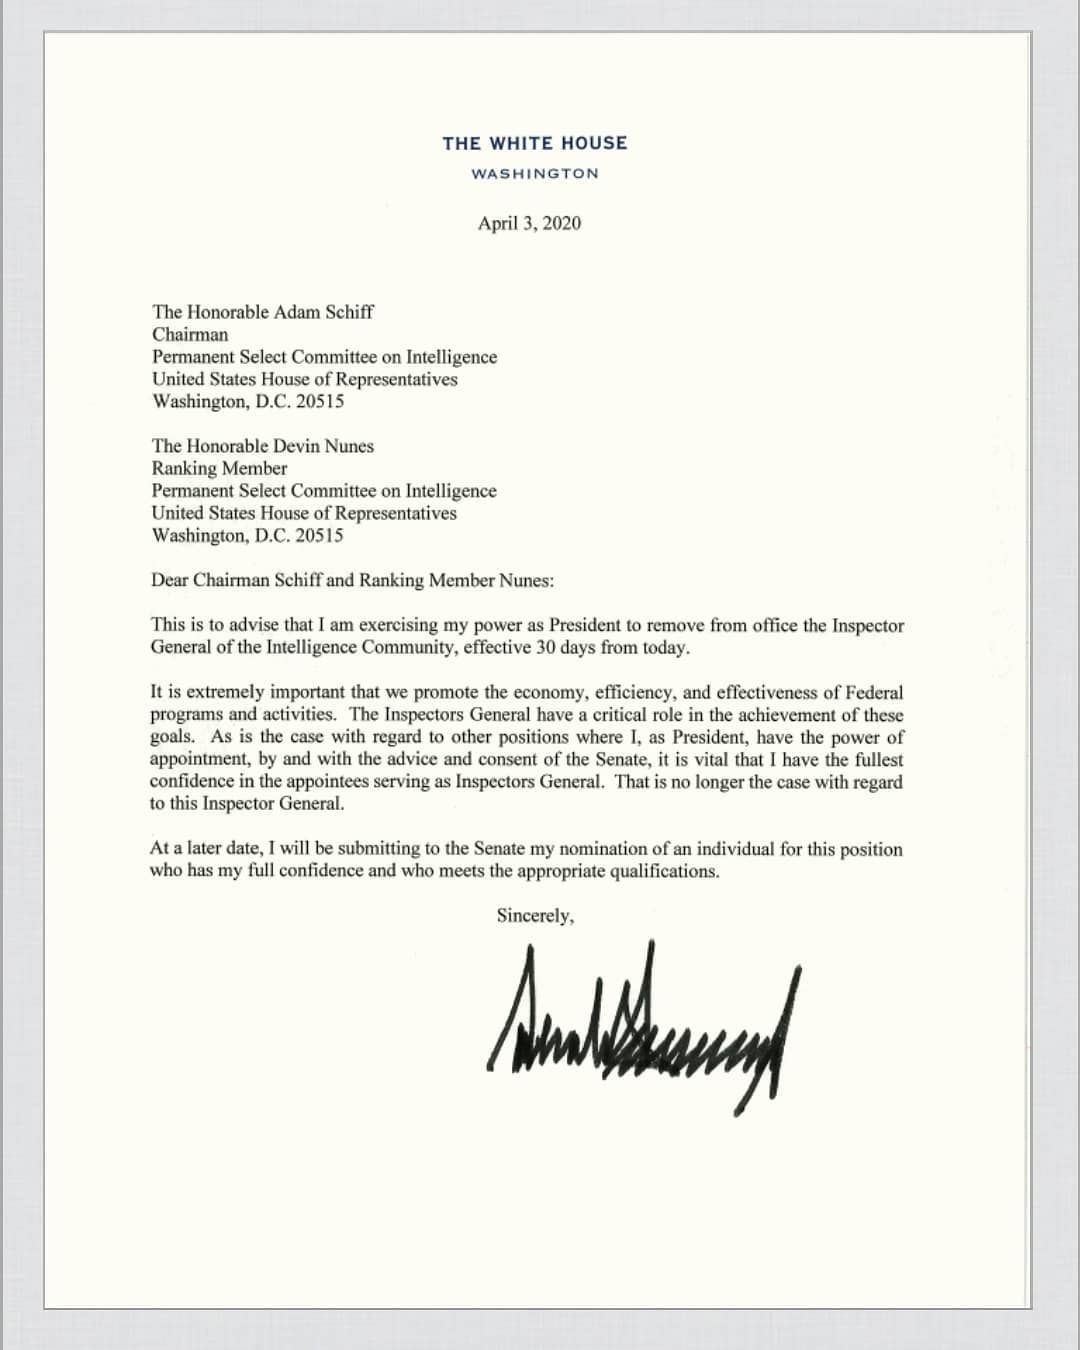 THE WHITE HOUSE
WASHINGTON
April 3, 2020
The Honorable Adam Schiff
Chairman
Permanent Select Committee on Intelligence
United States House of Representatives
Washington, D.C. 20515
The Honorable Devin Nunes
Ranking Member
Permanent Select Committee on Intelligence
United States House of Representatives
Washington, D.C. 20515
Dear Chairman Schiff and Ranking Member Nunes:
This is to advise that I am exercising my power as President to remove from office the Inspector
General of the Intelligence Community, effective 30 days from today.
It is extremely important that we promote the economy, efficiency, and effectiveness of Federal
programs and activities.  The Inspectors General have a critical role in the achievement of these
goals.  As is the case with regard to other positions where I, as President, have the power of
appointment, by and with the advice and consent of the Senate, it is vital that I have the fullest
confidence in the appointees serving as Inspectors General.  That is no longer the case with regard
to this Inspector General.
At a later date, I will be submitting to the Senate my nomination of an individual for this position
who has my full confidence and who meets the appropriate qualifications.
Sincerely,